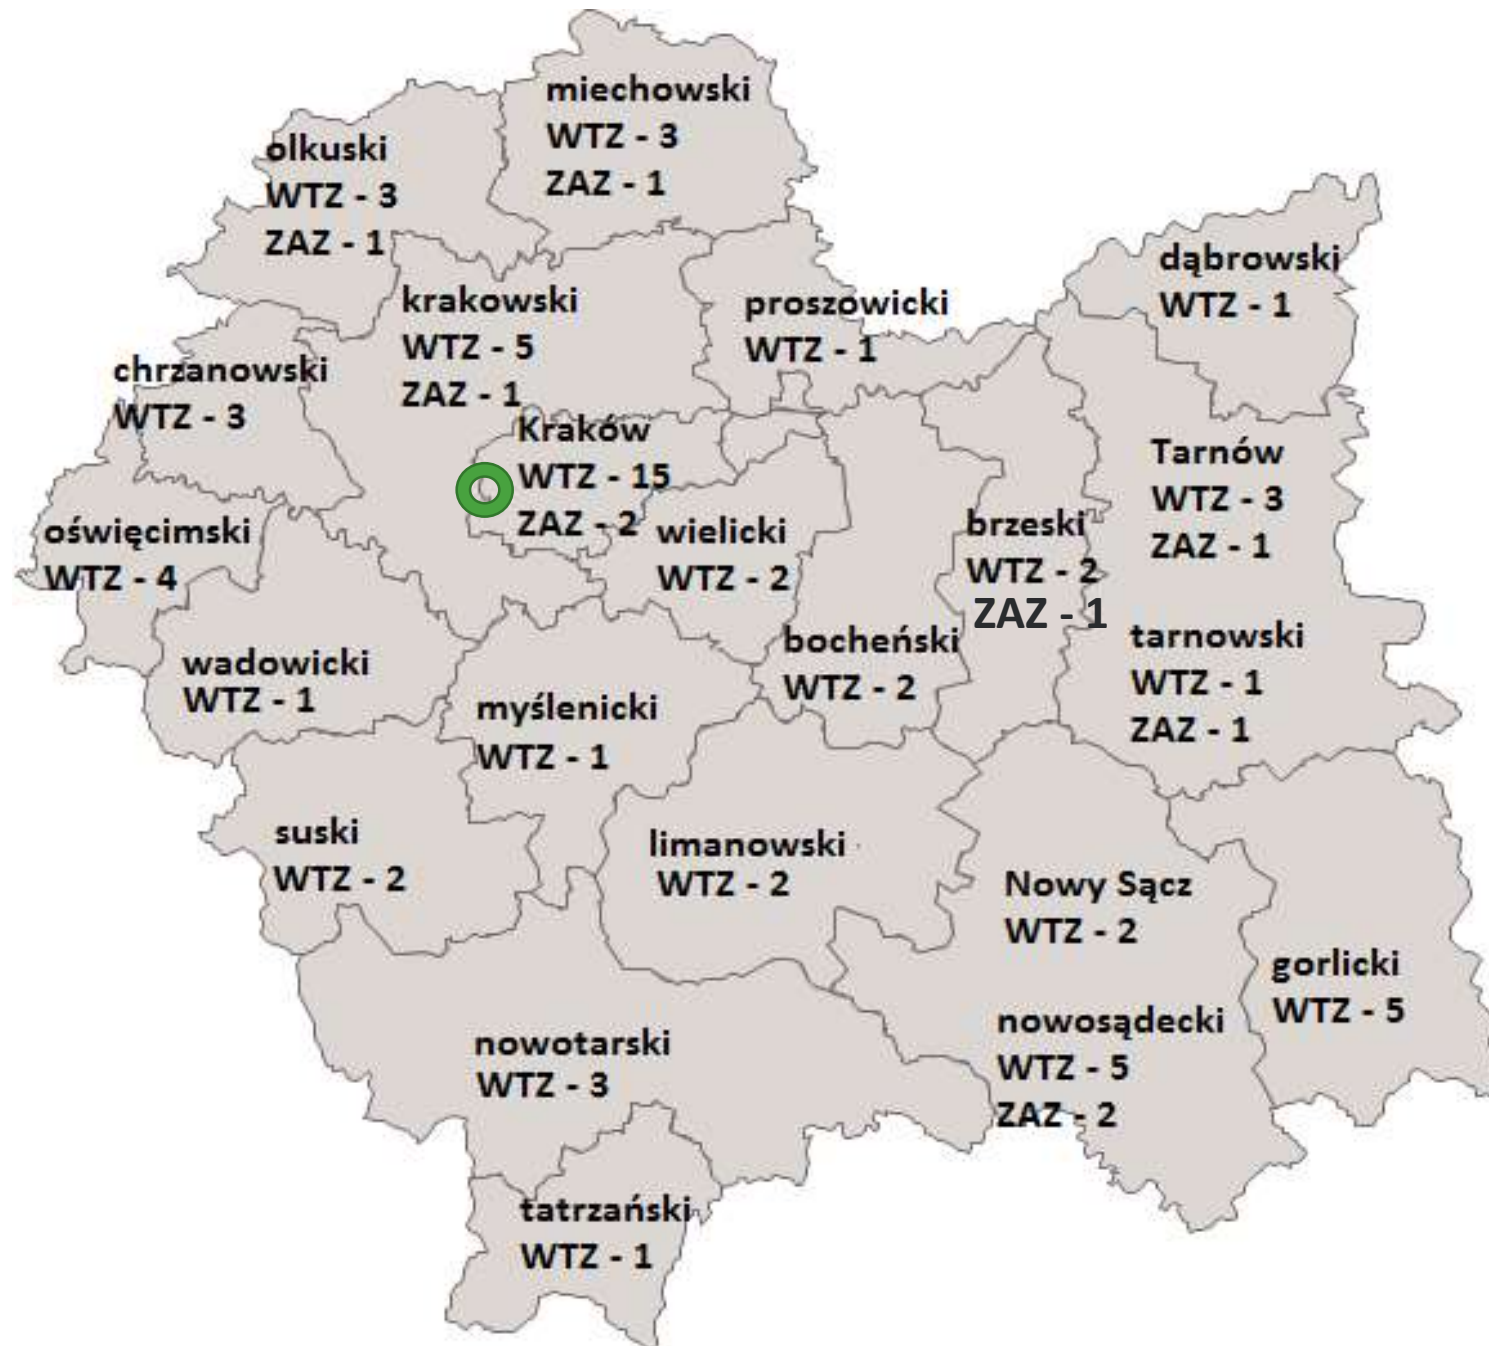 miechowski
WTZ - 3
ZAZ - 1
olkuski
WTZ - 3
ZAZ - 1
dąbrowski
WTZ - 1
krakowski
WTZ - 5
ZAZ - 1
proszowicki
WTZ - 1
chrzanowski
WTZ - 3
Kraków
WTZ - 15
ZAZ - 2
Tarnów
WTZ - 3
ZAZ - 1
oświęcimski
WTZ - 4
wielicki
WTZ - 2
brzeski
WTZ - 2
ZAZ - 1
bocheński
WTZ - 2
tarnowski
WTZ - 1
ZAZ - 1
wadowicki
WTZ - 1
myślenicki
WTZ - 1
suski
WTZ - 2
limanowski
WTZ - 2
Nowy Sącz
WTZ - 2
gorlicki
WTZ - 5
nowosądecki
WTZ - 5
ZAZ - 2
nowotarski
WTZ - 3
tatrzański
WTZ - 1